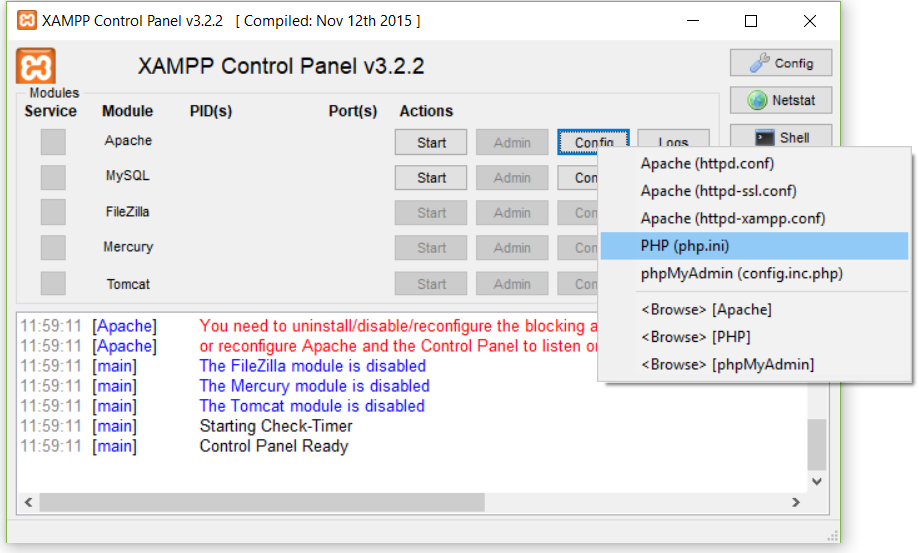 XAMPP Control Panel v3.2.2 [ Compiled: Nov 12th 2015 ]
XAMPP Control Panel v3.2.2
Config
Modules
Service Module PID(s) Port(s) Actions
Netstat
Apache Start Admin Config Logs
Shell
MySQL Start Admin
FileZilla Start Admin
Mercury Start Admin
Tomcat Start Admin
Apache (httpd.conf)
Apache (httpd-ssl.conf)
Apache (httpd-xampp.conf)
PHP (php.ini)
phpMyAdmin (config.inc.php)
<Browse> [Apache]
<Browse> [PHP]
<Browse> [phpMyAdmin]
11:59:11 [Apache] You need to uninstall/disable/reconfigure the blocking
11:59:11 [Apache] or reconfigure Apache and the Control Panel to listen
11:59:11 [main] The FileZilla module is disabled
11:59:11 [main] The Mercury module is disabled
11:59:11 [main] The Tomcat module is disabled
11:59:11 [main] Starting Check-Timer
11:59:11 [main] Control Panel Ready